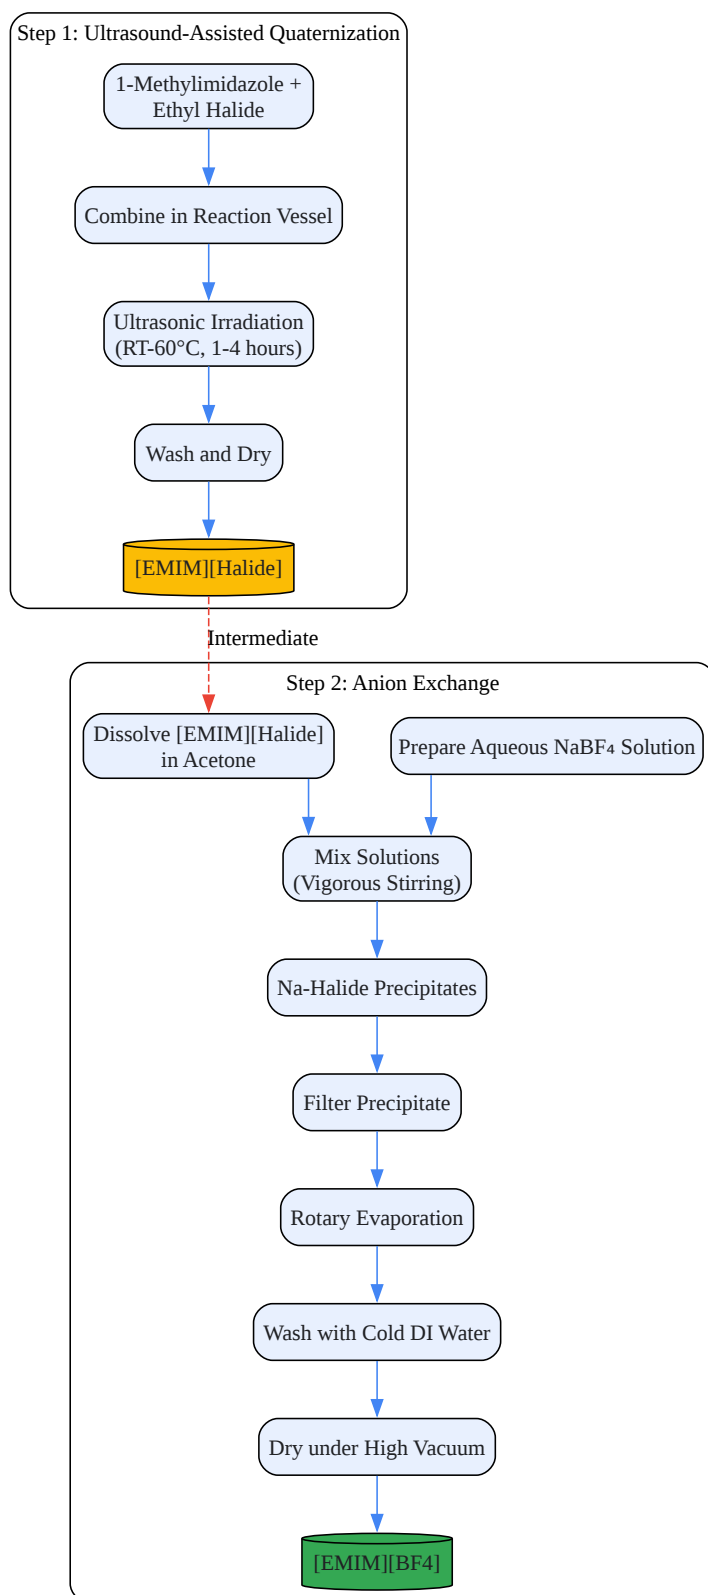 Step 1: Ultrasound-Assisted Quaternization
1-Methylimidazole +
Ethyl Halide
Combine in Reaction Vessel
Ultrasonic Irradiation
(RT-60°C, 1-4 hours)
Wash and Dry
[EMIM][Halide]
Intermediate
Step 2: Anion Exchange
Dissolve [EMIM][Halide]
in Acetone
Prepare Aqueous NaBF₄ Solution
Mix Solutions
(Vigorous Stirring)
Na-Halide Precipitates
Filter Precipitate
Rotary Evaporation
Wash with Cold DI Water
Dry under High Vacuum
[EMIM][BF4]